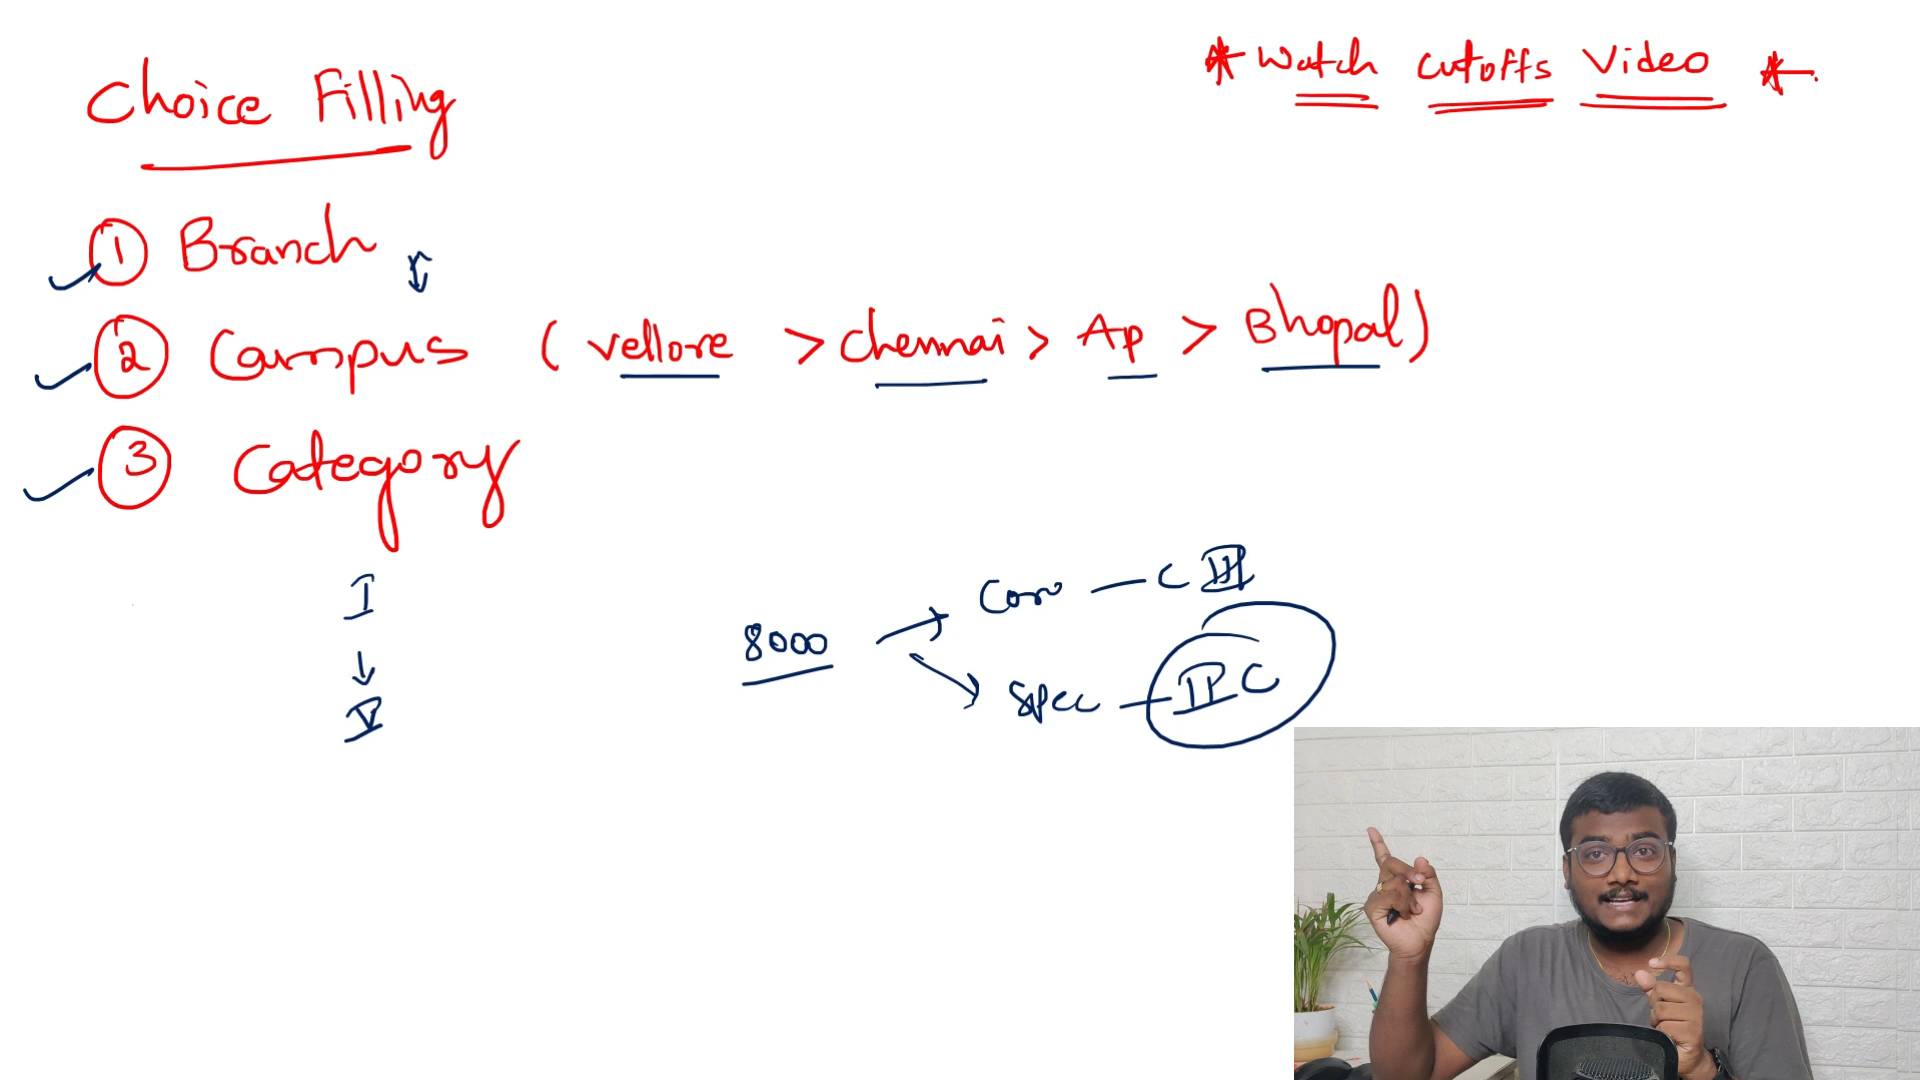 * Watch cutoffs Video *
Choice Filling
1 Branch
2 Campus (vellore > chennai > Ap > Bhopal)
3 Category
I
V
8000
Core — C III
Spec — II C